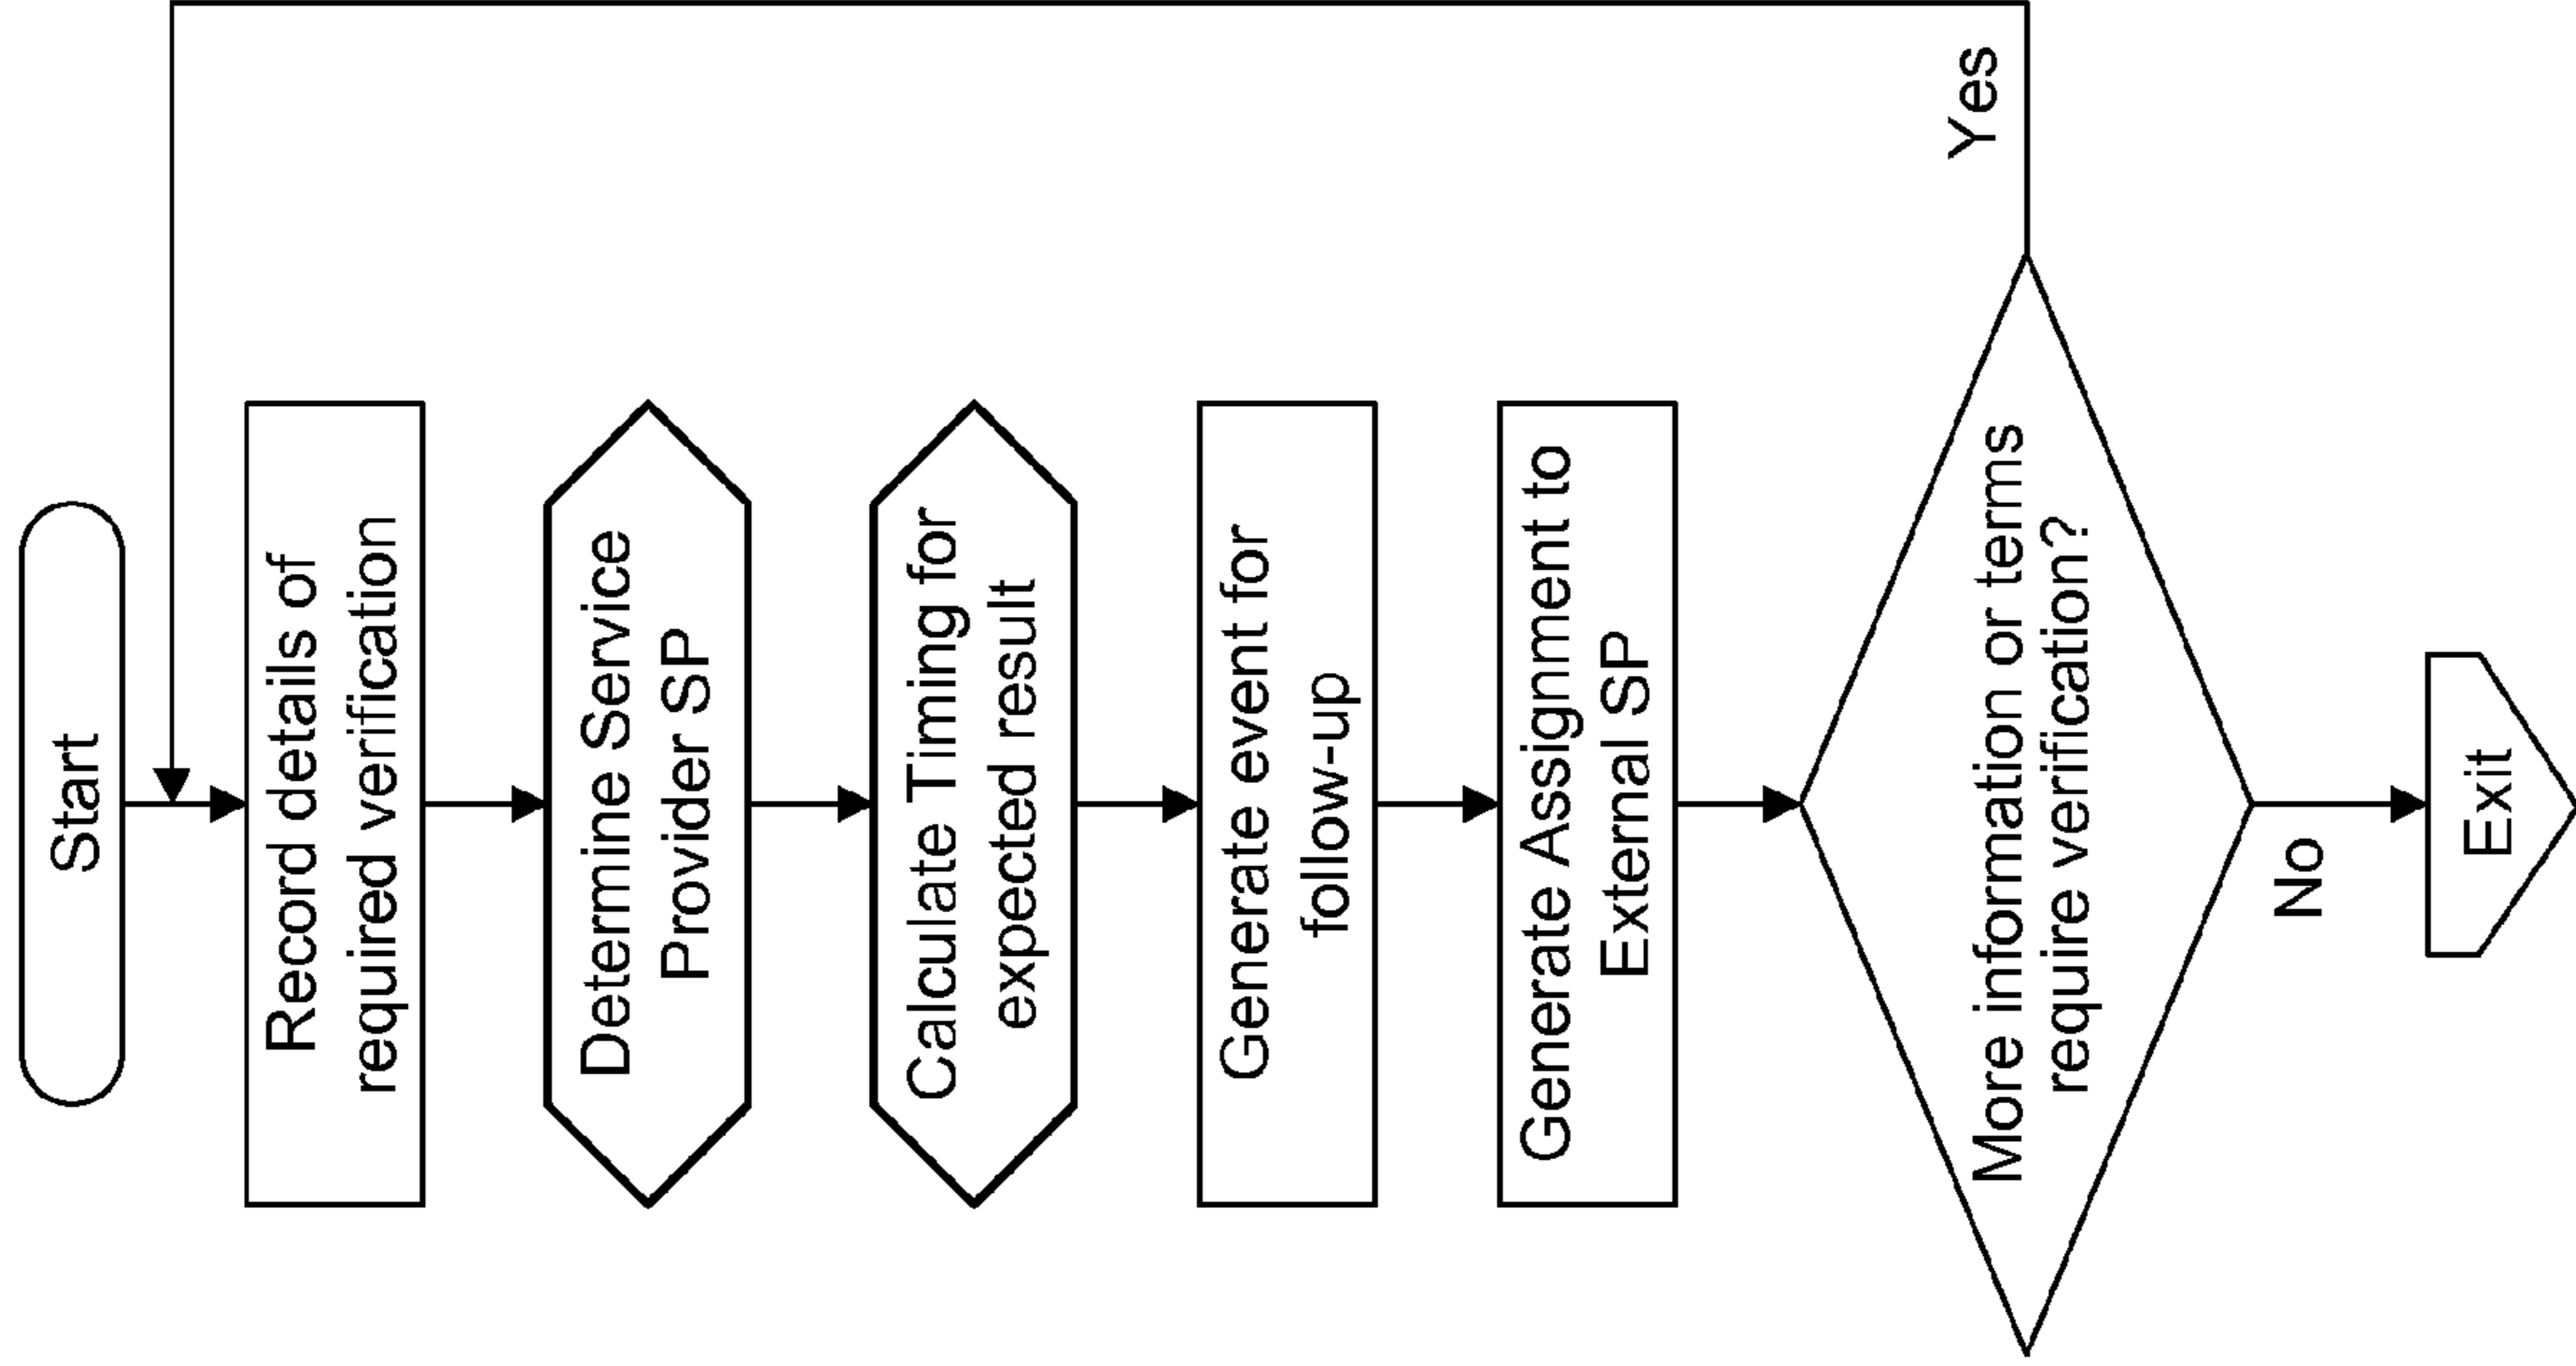 Start
Record details of
required verification
Determine Service
Provider SP
Calculate Timing for
expected result
Generate event for
follow-up
Generate Assignment to
External SP
More information or terms
require verification?
Yes
No
Exit